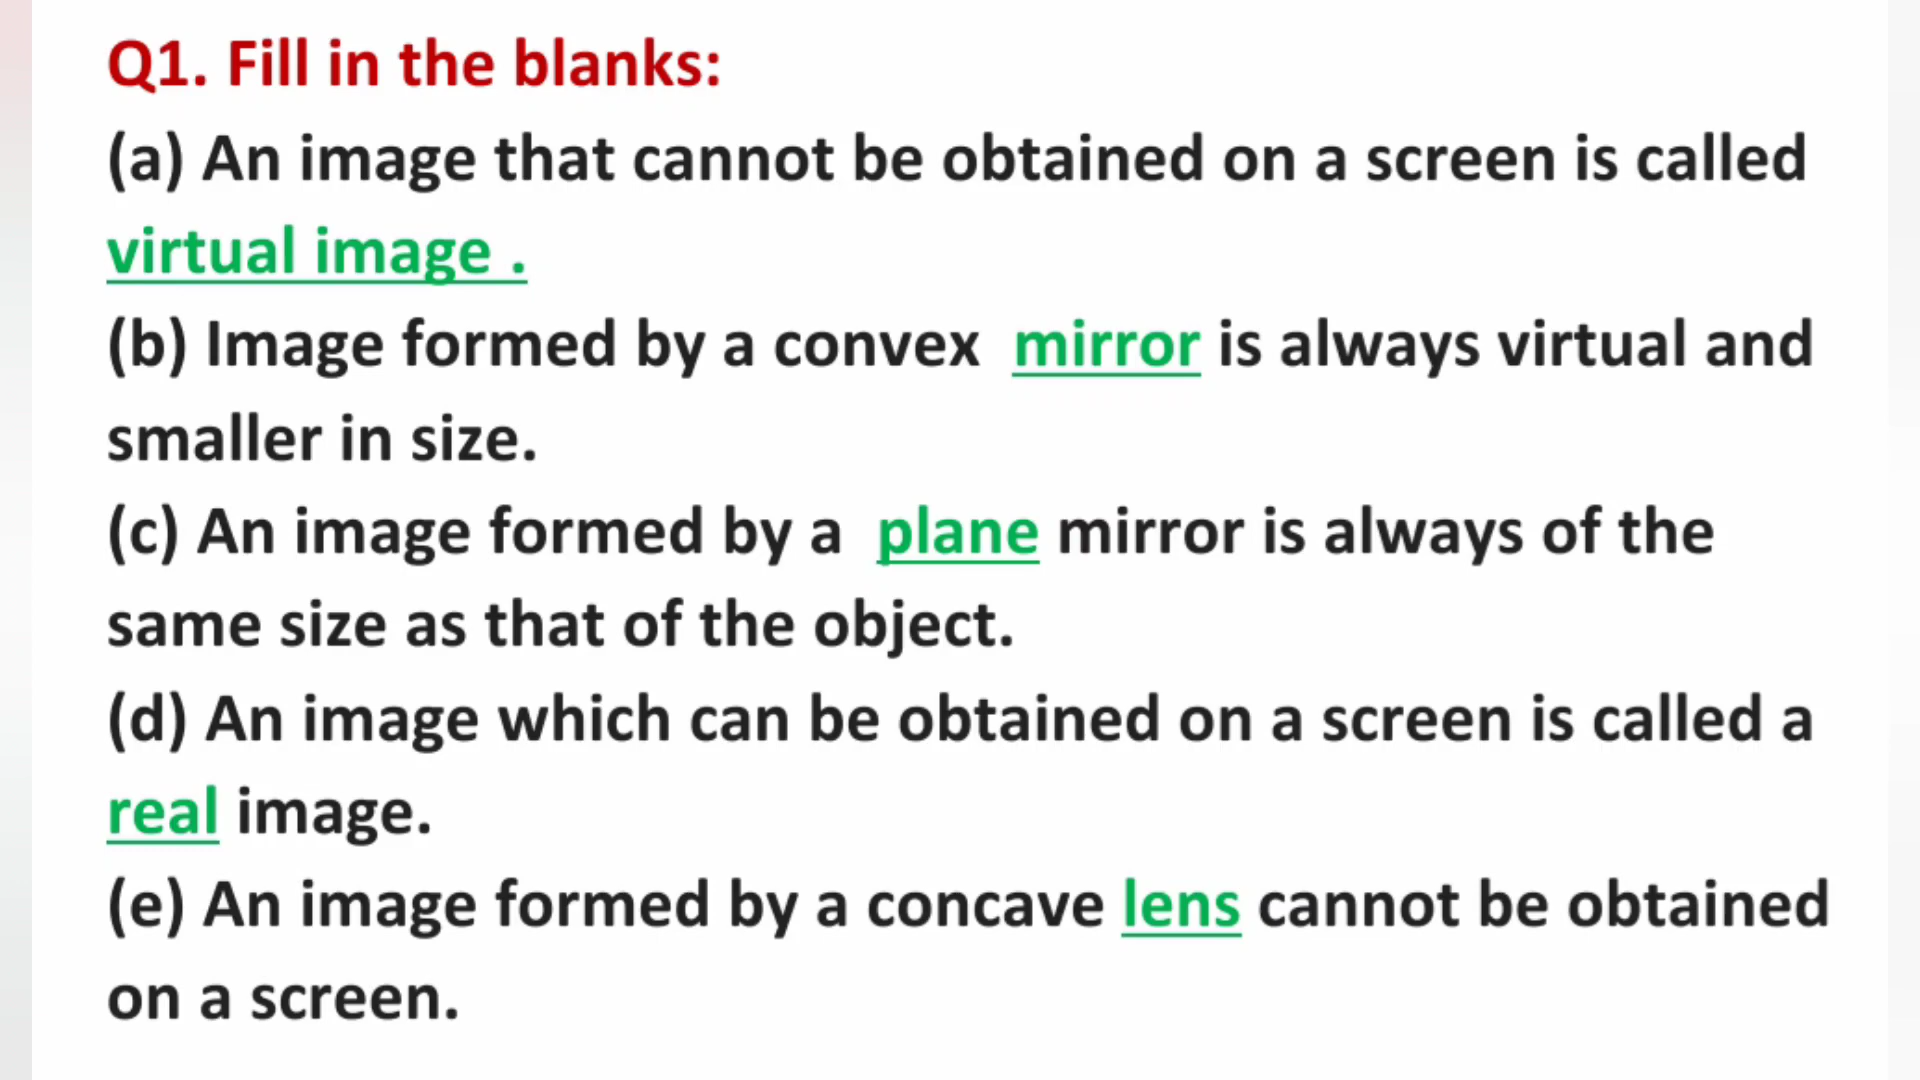 Q1. Fill in the blanks:
(a) An image that cannot be obtained on a screen is called
virtual image .
(b) Image formed by a convex mirror is always virtual and
smaller in size.
(c) An image formed by a plane mirror is always of the
same size as that of the object.
(d) An image which can be obtained on a screen is called a
real image.
(e) An image formed by a concave lens cannot be obtained
on a screen.